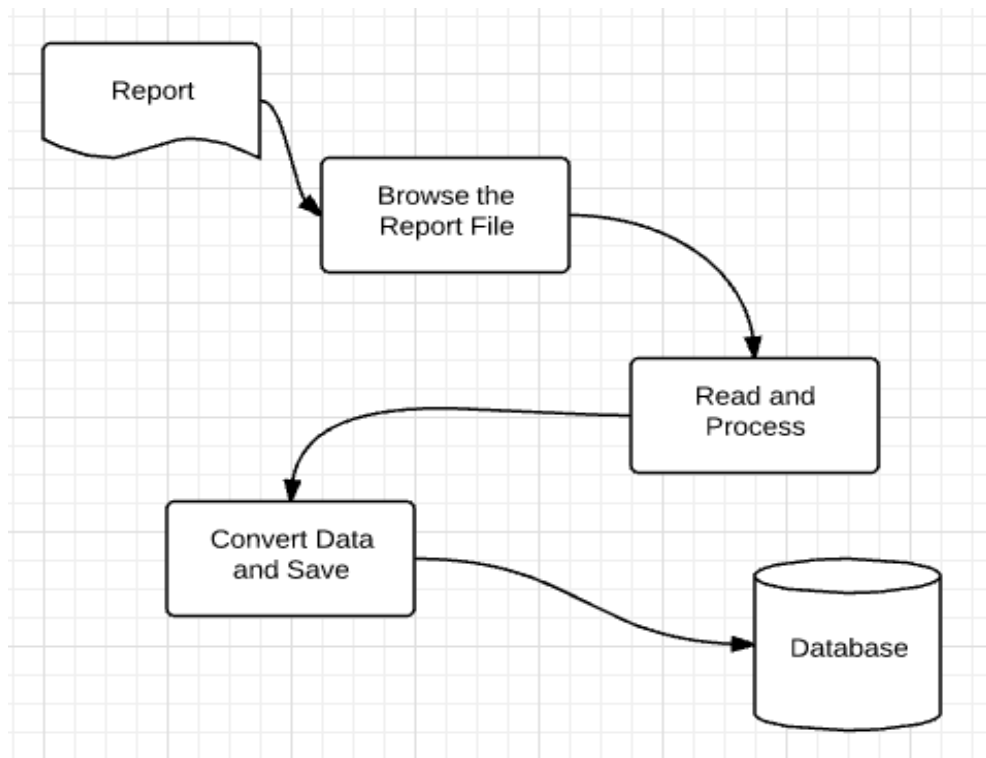 Report
Browse the
Report File
Read and
Process
Convert Data
and Save
Database